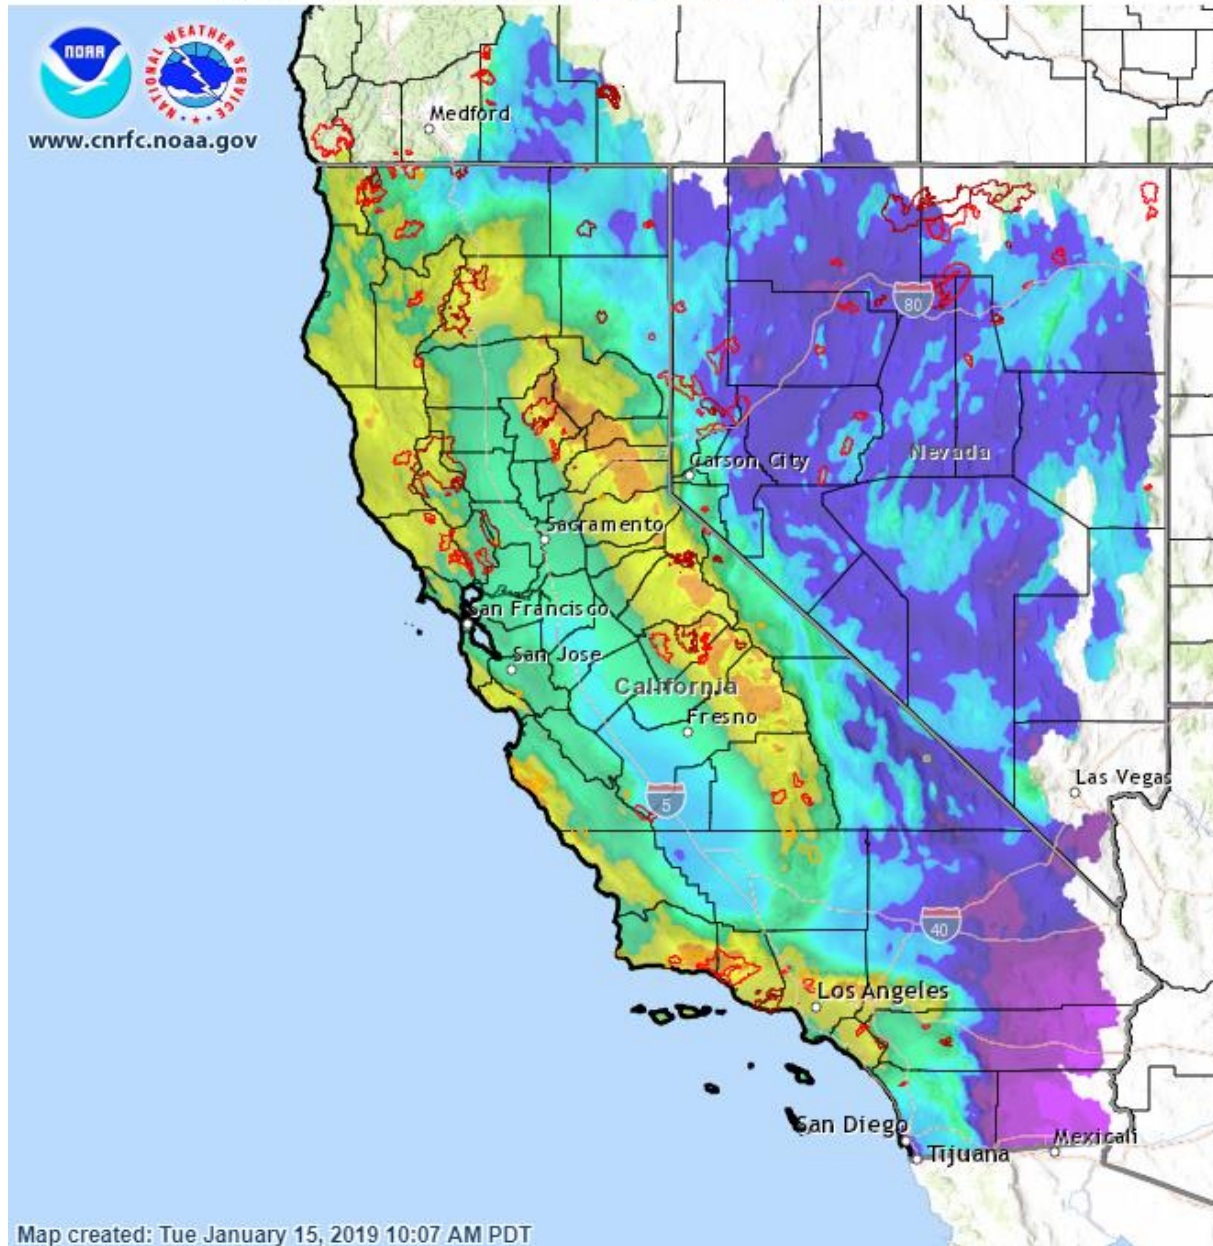 NOAA
NATIONAL WEATHER SERVICE
www.cnrfc.noaa.gov
Medford
80
Carson City
Nevada
Sacramento
San Francisco
San Jose
California
Fresno
Las Vegas
5
40
Los Angeles
San Diego
Mexicali
Tijuana
Map created: Tue January 15, 2019 10:07 AM PDT